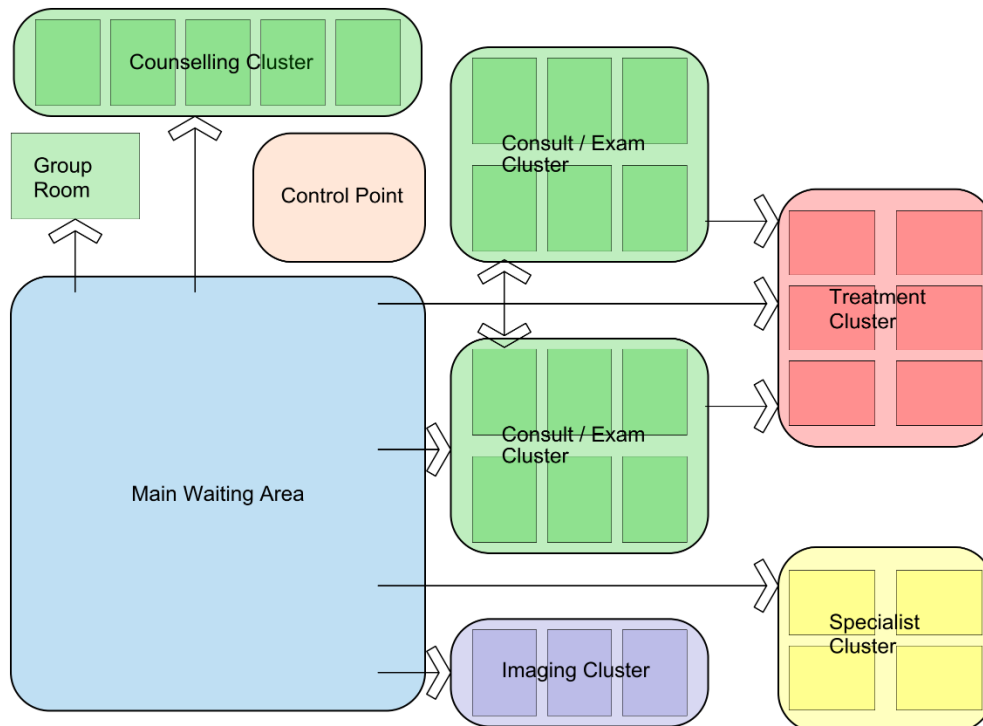 Counselling Cluster
Group
Room
Control Point
Consult / Exam
Cluster
Treatment
Cluster
Consult / Exam
Cluster
Main Waiting Area
Specialist
Cluster
Imaging Cluster